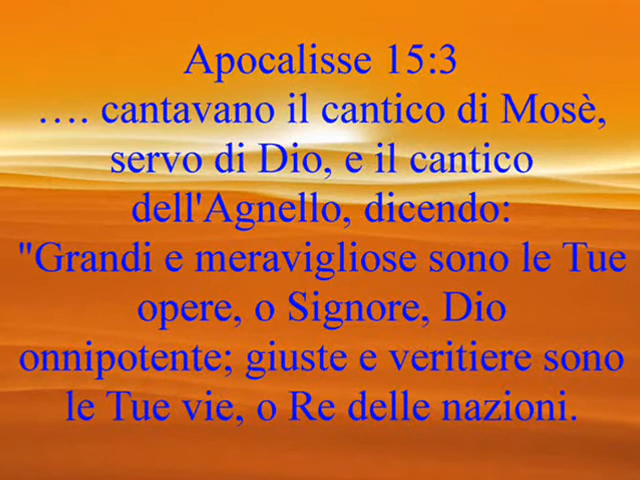 Apocalisse 15:3
…. cantavano il cantico di Mosè,
servo di Dio, e il cantico
dell'Agnello, dicendo:
"Grandi e meravigliose sono le Tue
opere, o Signore, Dio
onnipotente; giuste e veritiere sono
le Tue vie, o Re delle nazioni.